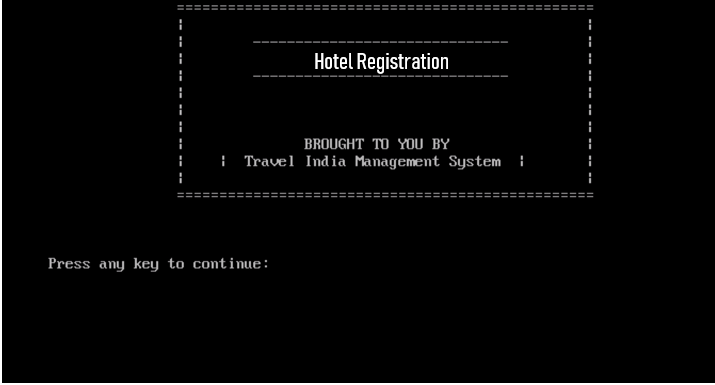 Hotel Registration
BROUGHT TO YOU BY
| Travel India Management System |
Press any key to continue: